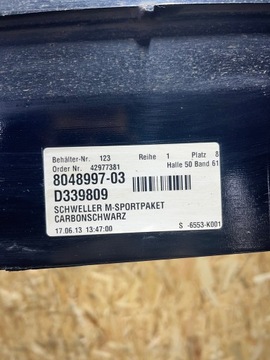 Behälter-Nr. 123 Reihe 1 Platz 8
Order Nr. 42977381 Halle 50 Band 61
8048997-03
D339809
SCHWELLER M-SPORTPAKET
CARBONSCHWARZ
17.06.13 13:47:00 S -6553-K001